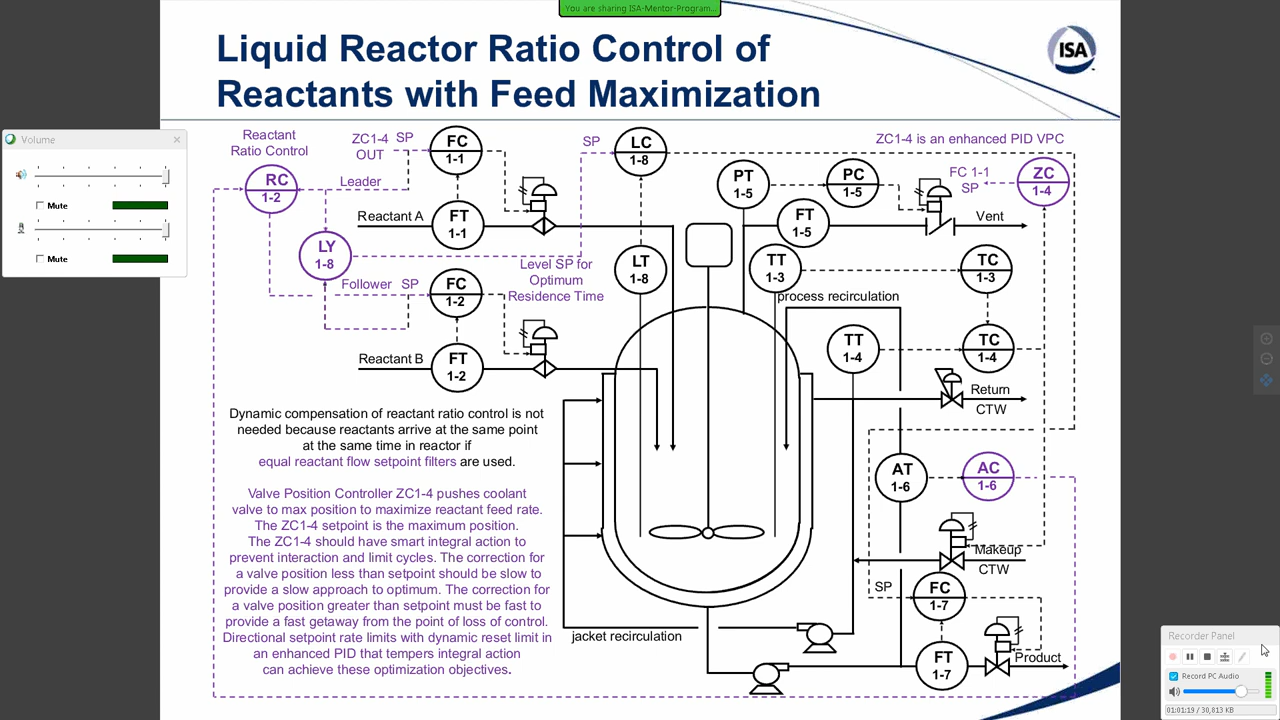 You are sharing ISA-Mentor-Program...
Liquid Reactor Ratio Control of
Reactants with Feed Maximization
ISA
Volume
Mute
Mute
Reactant
Ratio Control
ZC1-4 SP
OUT
FC
1-1
SP
LC
1-8
ZC1-4 is an enhanced PID VPC
RC
1-2
Leader
PT
1-5
PC
1-5
FC 1-1
SP
ZC
1-4
Reactant A
FT
1-1
FT
1-5
Vent
LY
1-8
Level SP for
Optimum
Residence Time
LT
1-8
TT
1-3
TC
1-3
Follower SP
FC
1-2
process recirculation
Reactant B
FT
1-2
TT
1-4
TC
1-4
Return
CTW
Dynamic compensation of reactant ratio control is not
needed because reactants arrive at the same point
at the same time in reactor if
equal reactant flow setpoint filters are used.
AT
1-6
AC
1-6
Valve Position Controller ZC1-4 pushes coolant
valve to max position to maximize reactant feed rate.
The ZC1-4 setpoint is the maximum position.
The ZC1-4 should have smart integral action to
prevent interaction and limit cycles. The correction for
a valve position less than setpoint should be slow to
provide a slow approach to optimum. The correction for
a valve position greater than setpoint must be fast to
provide a fast getaway from the point of loss of control.
Directional setpoint rate limits with dynamic reset limit in
an enhanced PID that tempers integral action
can achieve these optimization objectives.
Makeup
CTW
SP
FC
1-7
jacket recirculation
FT
1-7
Product
Recorder Panel
Record PC Audio
01:01:19 / 30,813 KB